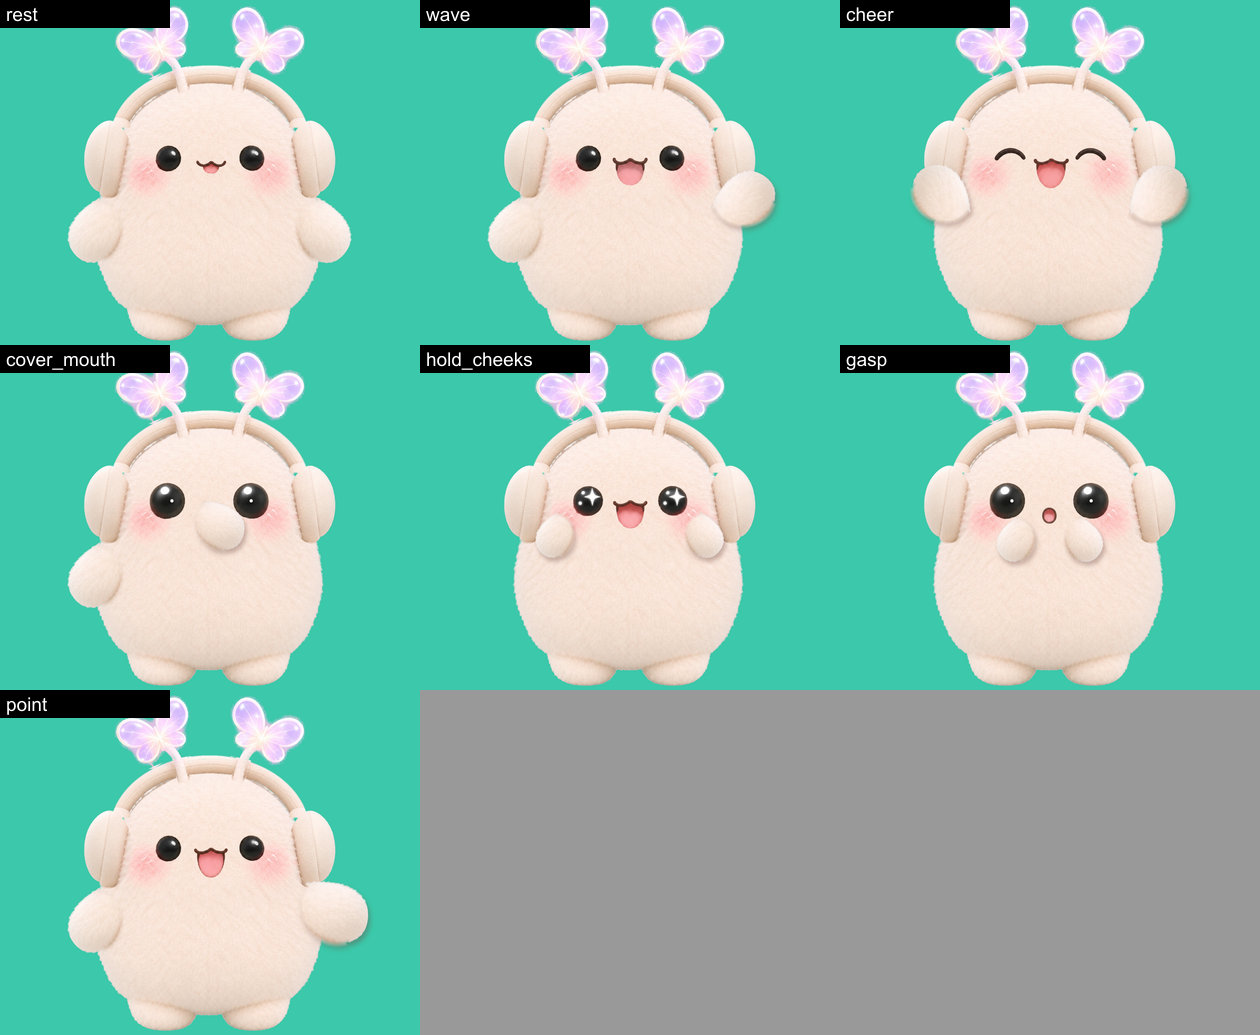 rest
wave
cheer
cover_mouth
hold_cheeks
gasp
point